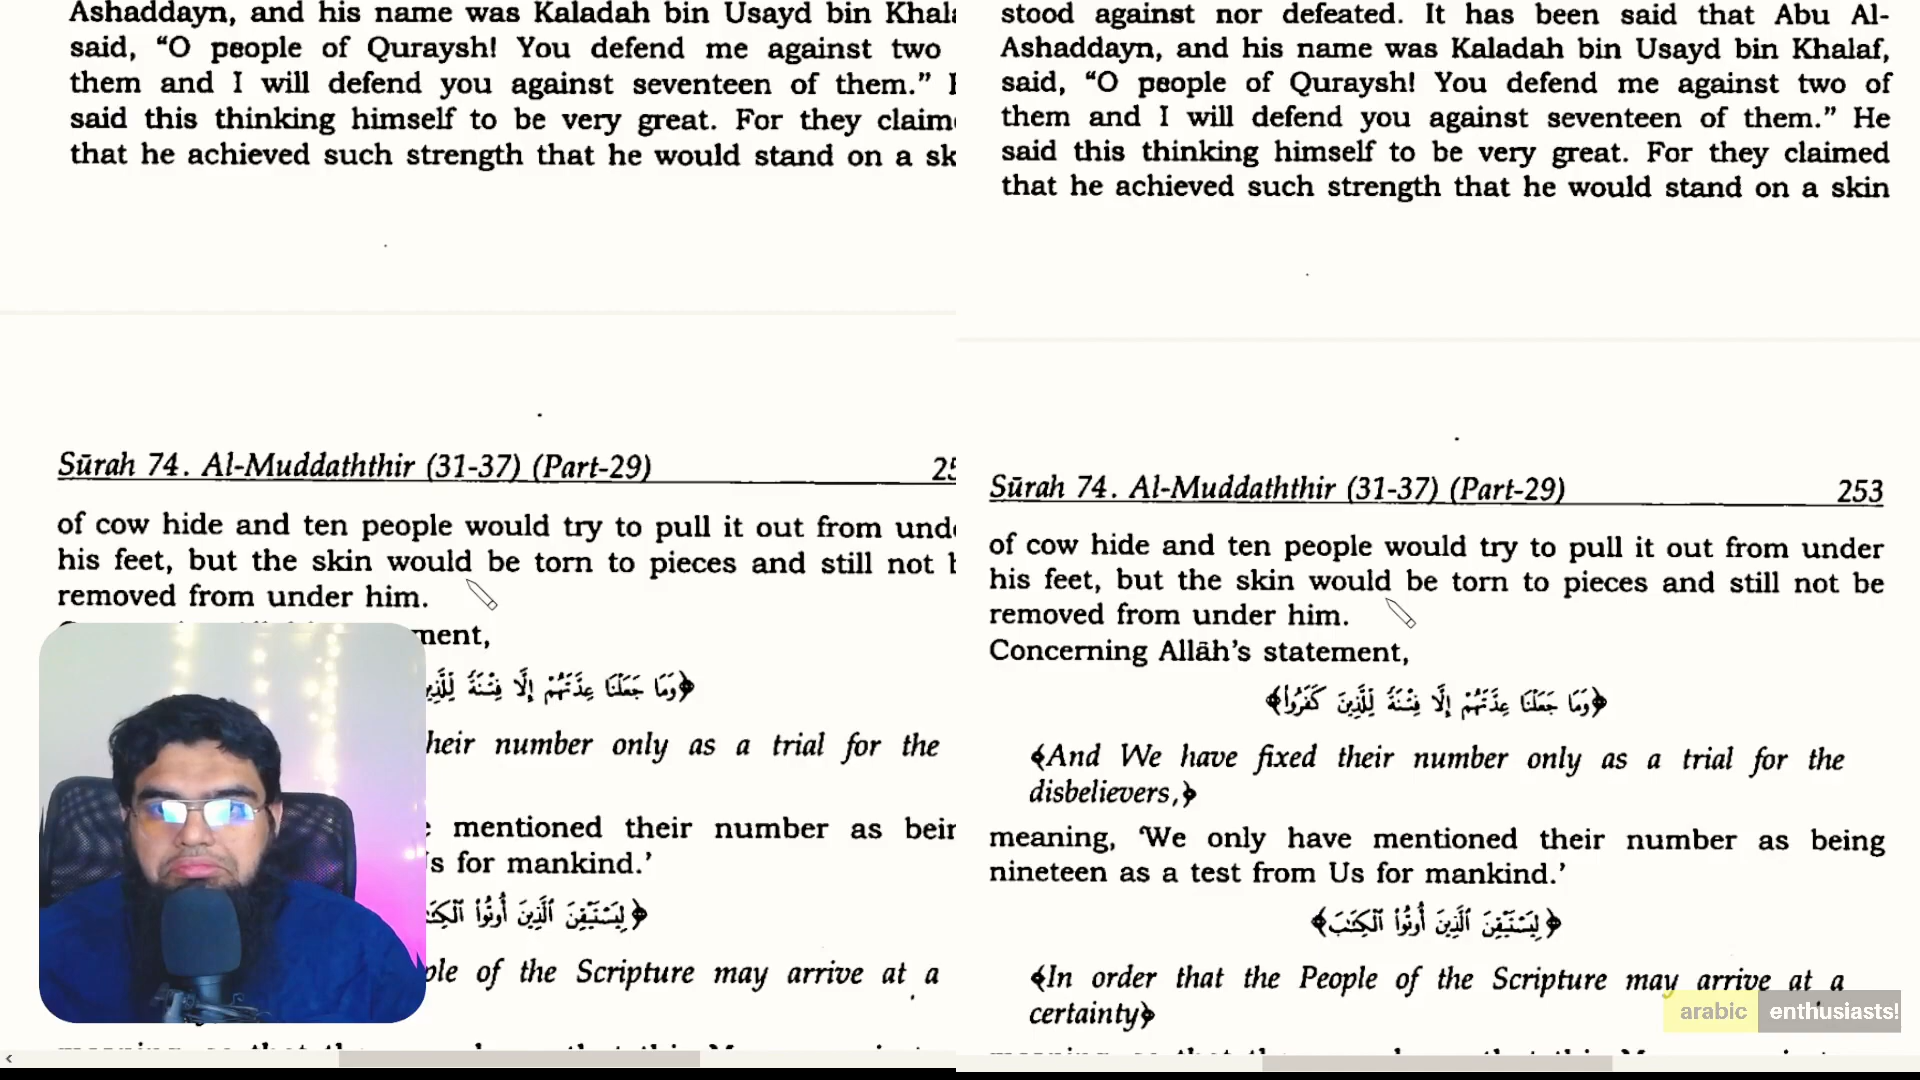 Ashaddayn, and his name was Kaladah bin Usayd bin
said, “O people of Quraysh! You defend me against two
them and I will defend you against seventeen of them.”
said this thinking himself to be very great. For they
that he achieved such strength that he would stand on a
Sūrah 74. Al-Muddaththir (31-37) (Part-29)
of cow hide and ten people would try to pull it out from
his feet, but the skin would be torn to pieces and still not
removed from under him.
وَمَا جَعَلْنَا عِدَّتَهُمْ إِلَّا فِتْنَةً
number only as a trial for the
mentioned their number as
for mankind.’
لِيَسْتَيْقِنَ ٱلَّذِينَ أُوتُوا۟
of the Scripture may arrive at a
stood against nor defeated. It has been said that Abu Al-
Ashaddayn, and his name was Kaladah bin Usayd bin Khalaf,
said, “O people of Quraysh! You defend me against two of
them and I will defend you against seventeen of them.” He
said this thinking himself to be very great. For they claimed
that he achieved such strength that he would stand on a skin
Sūrah 74. Al-Muddaththir (31-37) (Part-29) 253
of cow hide and ten people would try to pull it out from under
his feet, but the skin would be torn to pieces and still not be
removed from under him.
Concerning Allāh’s statement,
﴿وَمَا جَعَلْنَا عِدَّتَهُمْ إِلَّا فِتْنَةً لِّلَّذِينَ كَفَرُوا۟﴾
﴾And We have fixed their number only as a trial for the
disbelievers,﴿
meaning, ‘We only have mentioned their number as being
nineteen as a test from Us for mankind.’
﴿لِيَسْتَيْقِنَ ٱلَّذِينَ أُوتُوا۟ ٱلْكِتَٰبَ﴾
﴾In order that the People of the Scripture may arrive at a
certainty﴿
arabic enthusiasts!